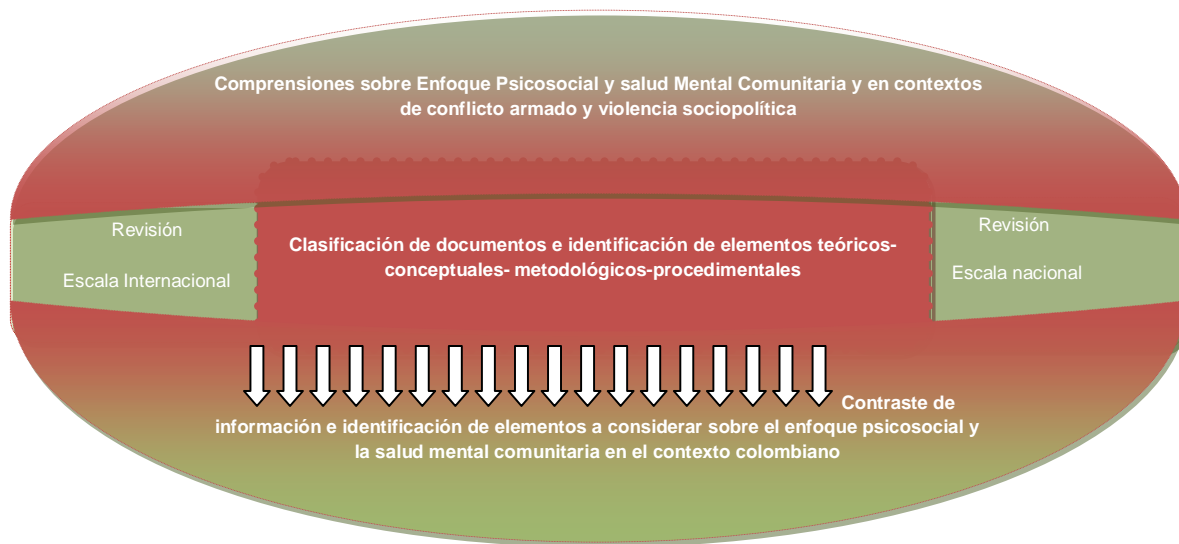 Comprensiones sobre Enfoque Psicosocial y salud Mental Comunitaria y en contextos
de conflicto armado y violencia sociopolítica
Revisión
Escala Internacional
Clasificación de documentos e identificación de elementos teóricos-
conceptuales- metodológicos-procedimentales
Revisión
Escala nacional
Contraste de
información e identificación de elementos a considerar sobre el enfoque psicosocial y
la salud mental comunitaria en el contexto colombiano